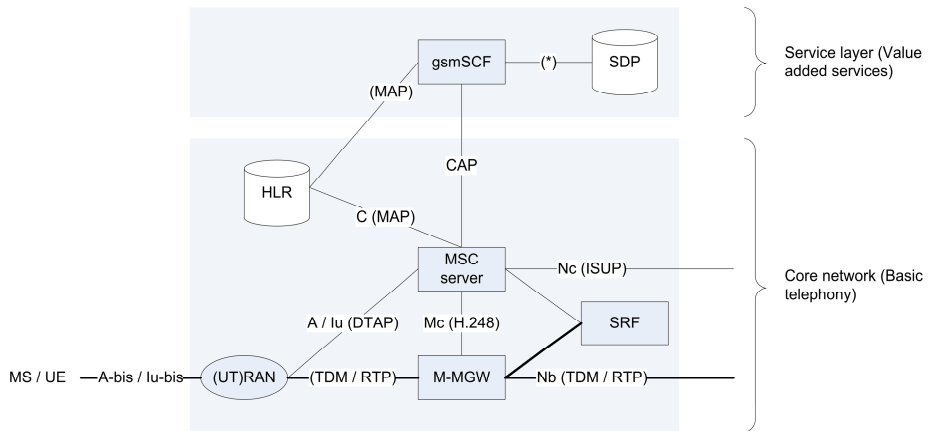 gsmSCF
(*)
SDP
Service layer (Value
added services)
(MAP)
CAP
HLR
C (MAP)
MSC
server
Nc (ISUP)
Core network (Basic
telephony)
A / Iu (DTAP)
Mc (H.248)
SRF
MS / UE
A-bis / Iu-bis
(UT)RAN
(TDM / RTP)
M-MGW
Nb (TDM / RTP)